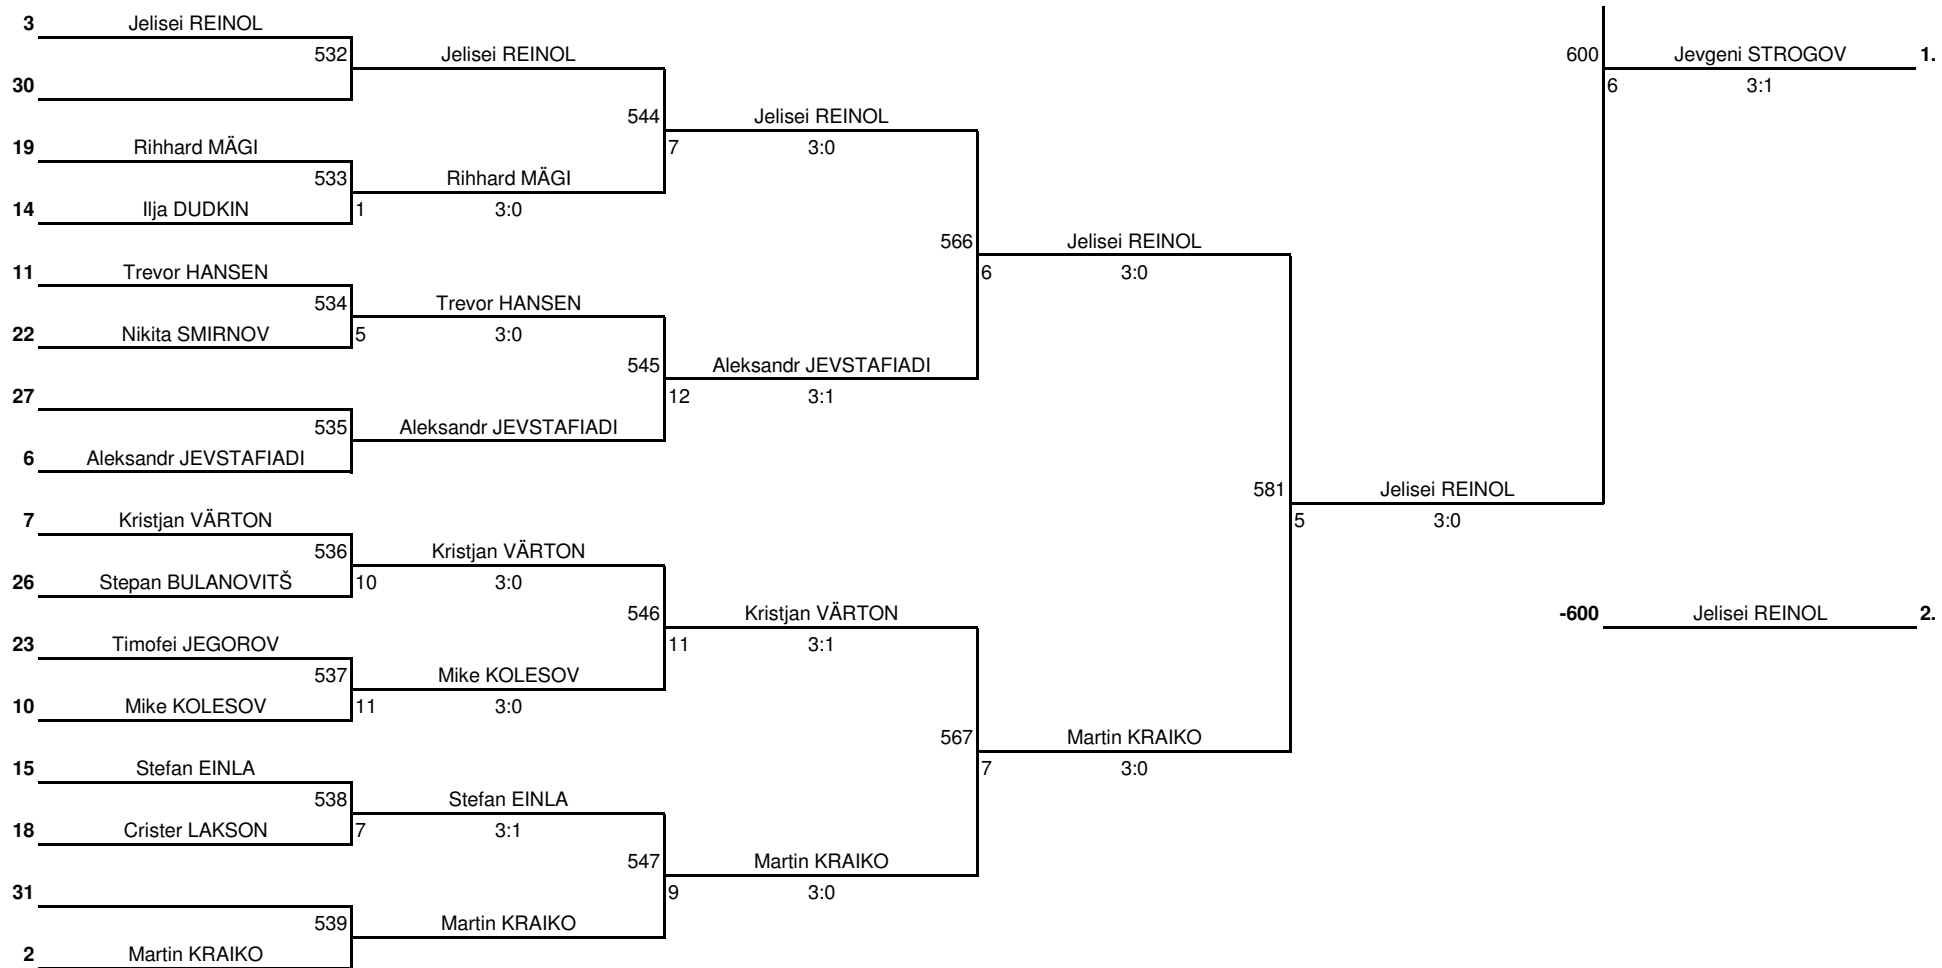 3 Jelisei REINOL
532 Jelisei REINOL 600 Jevgeni STROGOV 1.
30 6 3:1
544 Jelisei REINOL
19 Rihhard MÄGI 7 3:0
533 Rihhard MÄGI
14 Ilja DUDKIN 1 3:0
566 Jelisei REINOL
11 Trevor HANSEN 6 3:0
534 Trevor HANSEN
22 Nikita SMIRNOV 5 3:0
545 Aleksandr JEVSTAFIADI
27 12 3:1
535 Aleksandr JEVSTAFIADI
6 Aleksandr JEVSTAFIADI
581 Jelisei REINOL
7 Kristjan VÄRTON 5 3:0
536 Kristjan VÄRTON
26 Stepan BULANOVITŠ 10 3:0
546 Kristjan VÄRTON -600 Jelisei REINOL 2.
23 Timofei JEGOROV 11 3:1
537 Mike KOLESOV
10 Mike KOLESOV 11 3:0
567 Martin KRAIKO
15 Stefan EINLA 7 3:0
538 Stefan EINLA
18 Crister LAKSON 7 3:1
547 Martin KRAIKO
31 9 3:0
539 Martin KRAIKO
2 Martin KRAIKO